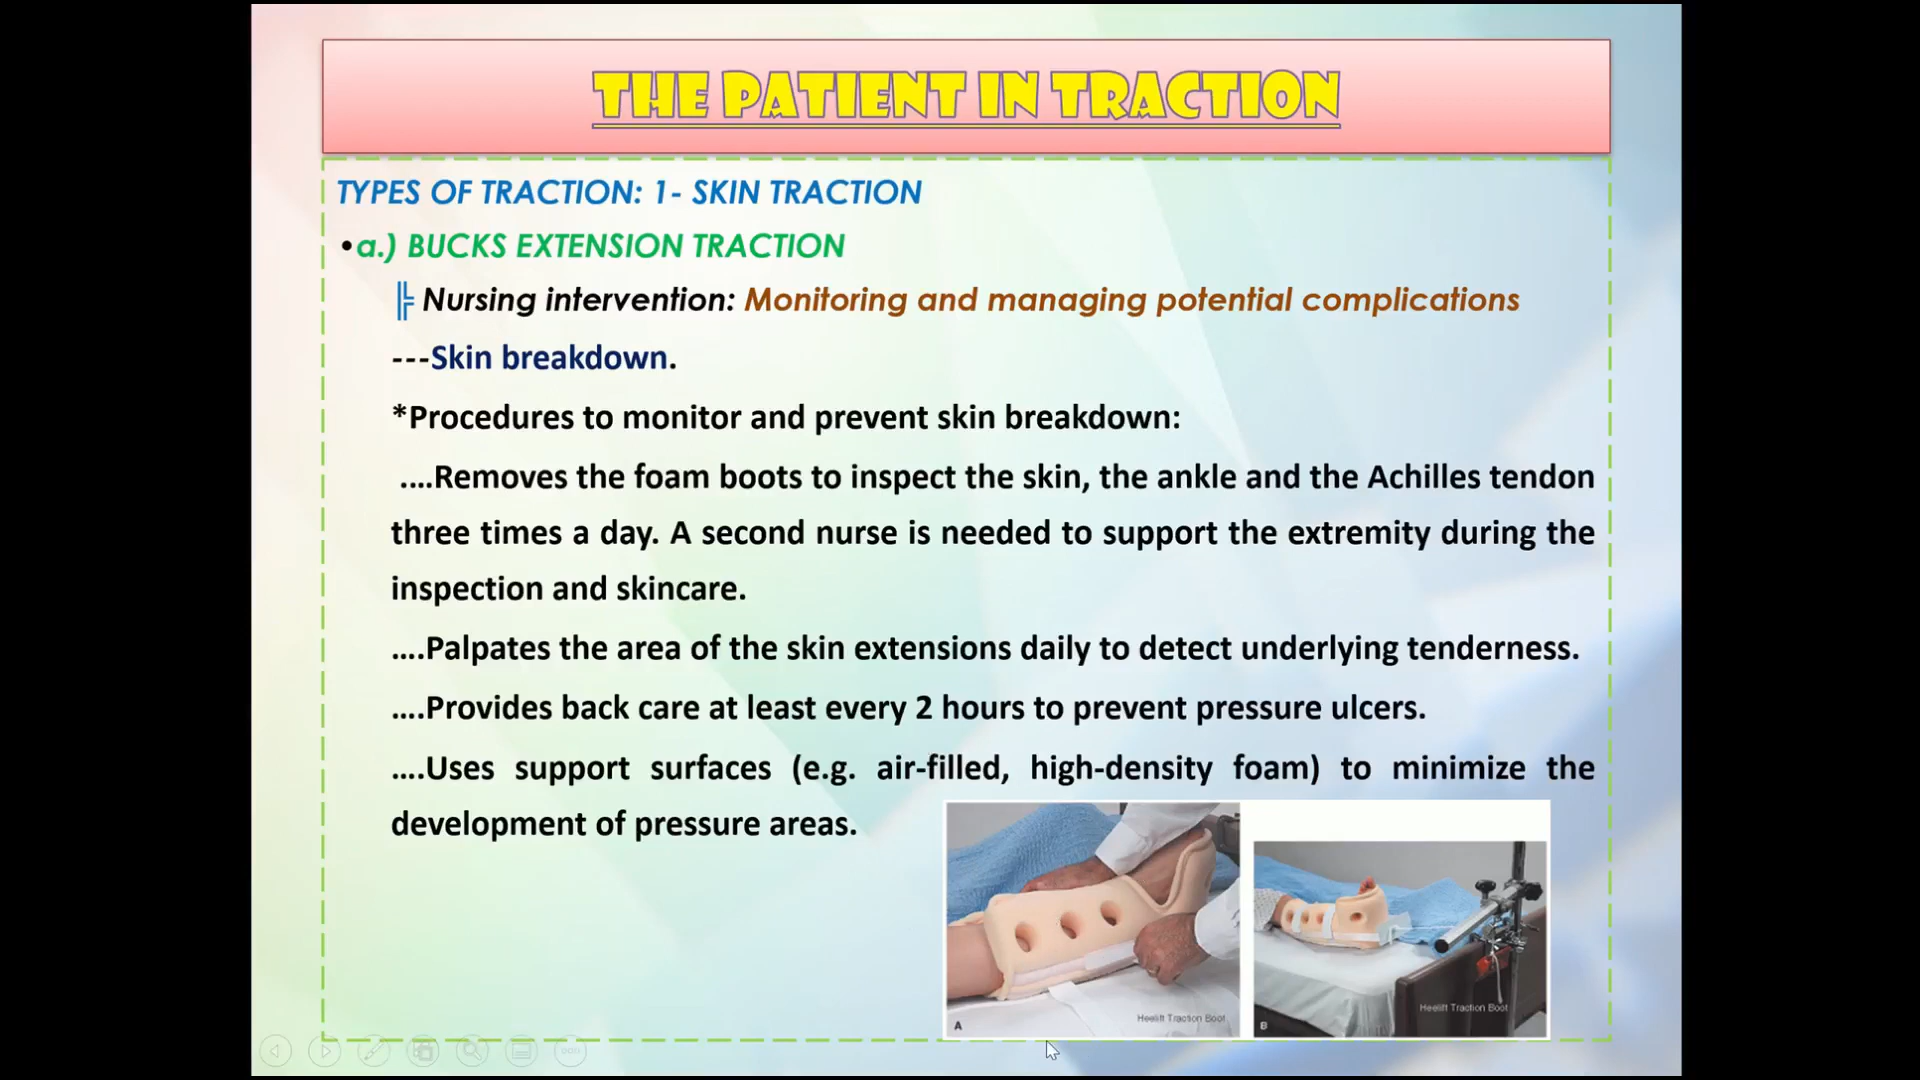 THE PATIENT IN TRACTION
TYPES OF TRACTION: 1- SKIN TRACTION
•a.) BUCKS EXTENSION TRACTION
╠ Nursing intervention: Monitoring and managing potential complications
---Skin breakdown.
*Procedures to monitor and prevent skin breakdown:
....Removes the foam boots to inspect the skin, the ankle and the Achilles tendon
three times a day. A second nurse is needed to support the extremity during the
inspection and skincare.
....Palpates the area of the skin extensions daily to detect underlying tenderness.
....Provides back care at least every 2 hours to prevent pressure ulcers.
....Uses support surfaces (e.g. air-filled, high-density foam) to minimize the
development of pressure areas.
A
Heelift Traction Boot
B
Heelift Traction Boot